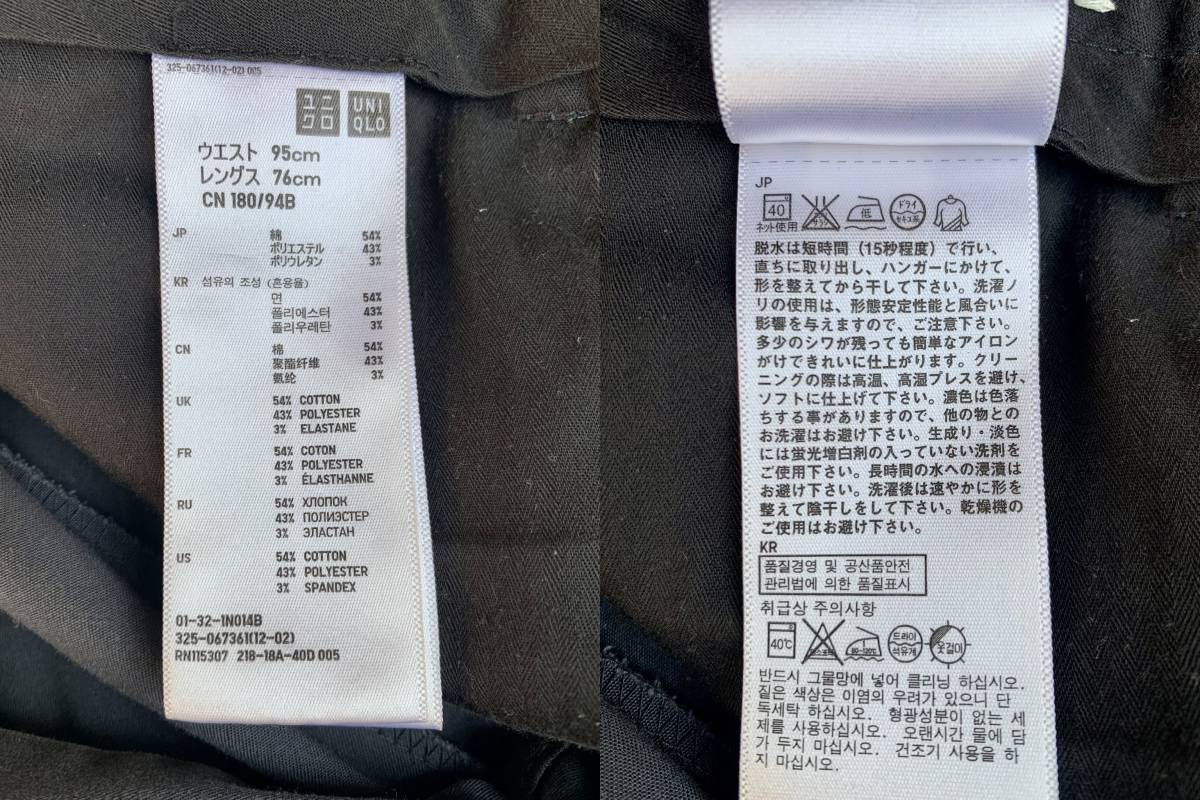 325-067361(12-02) 005
ユニ
クロ
UNI
QLO
ウエスト 95cm
レングス 76cm
CN 180/94B
JP 綿 54%
ポリエステル 43%
ポリウレタン 3%
KR 섬유의 조성 (혼용율)
면 54%
폴리에스터 43%
폴리우레탄 3%
CN 棉 54%
聚酯纤维 43%
氨纶 3%
UK 54% COTTON
43% POLYESTER
3% ELASTANE
FR 54% COTON
43% POLYESTER
3% ÉLASTHANNE
RU 54% ХЛОПОК
43% ПОЛИЭСТЕР
3% ЭЛАСТАН
US 54% COTTON
43% POLYESTER
3% SPANDEX
01-32-1N014B
325-067361(12-02)
RN115307 218-18A-40D 005
JP
40 低 ドライ
セキユ系
ネット使用
脱水は短時間(15秒程度)で行い、
直ちに取り出し、ハンガーにかけて、
形を整えてから干して下さい。洗濯ノ
リの使用は、形態安定性能と風合いに
影響を与えますので、ご注意下さい。
多少のシワが残っても簡単なアイロン
がけできれいに仕上がります。クリー
ニングの際は高温、高湿プレスを避け、
ソフトに仕上げて下さい。濃色は色落
ちする事がありますので、他の物との
お洗濯はお避け下さい。生成り・淡色
には蛍光増白剤の入っていない洗剤を
ご使用下さい。長時間の水への浸漬は
お避け下さい。洗濯後は速やかに形を
整えて陰干しをして下さい。乾燥機の
ご使用はお避け下さい。
KR
품질경영 및 공산품안전
관리법에 의한 품질표시
취급상 주의사항
40℃ 80~120℃ 드라이
석유계 옷걸이
반드시 그물망에 넣어 클리닝 하십시오.
짙은 색상은 이염의 우려가 있으니 단
독세탁 하십시오. 형광성분이 없는 세
제를 사용하십시오. 오랜시간 물에 담
가 두지 마십시오. 건조기 사용을 하
지 마십시오.